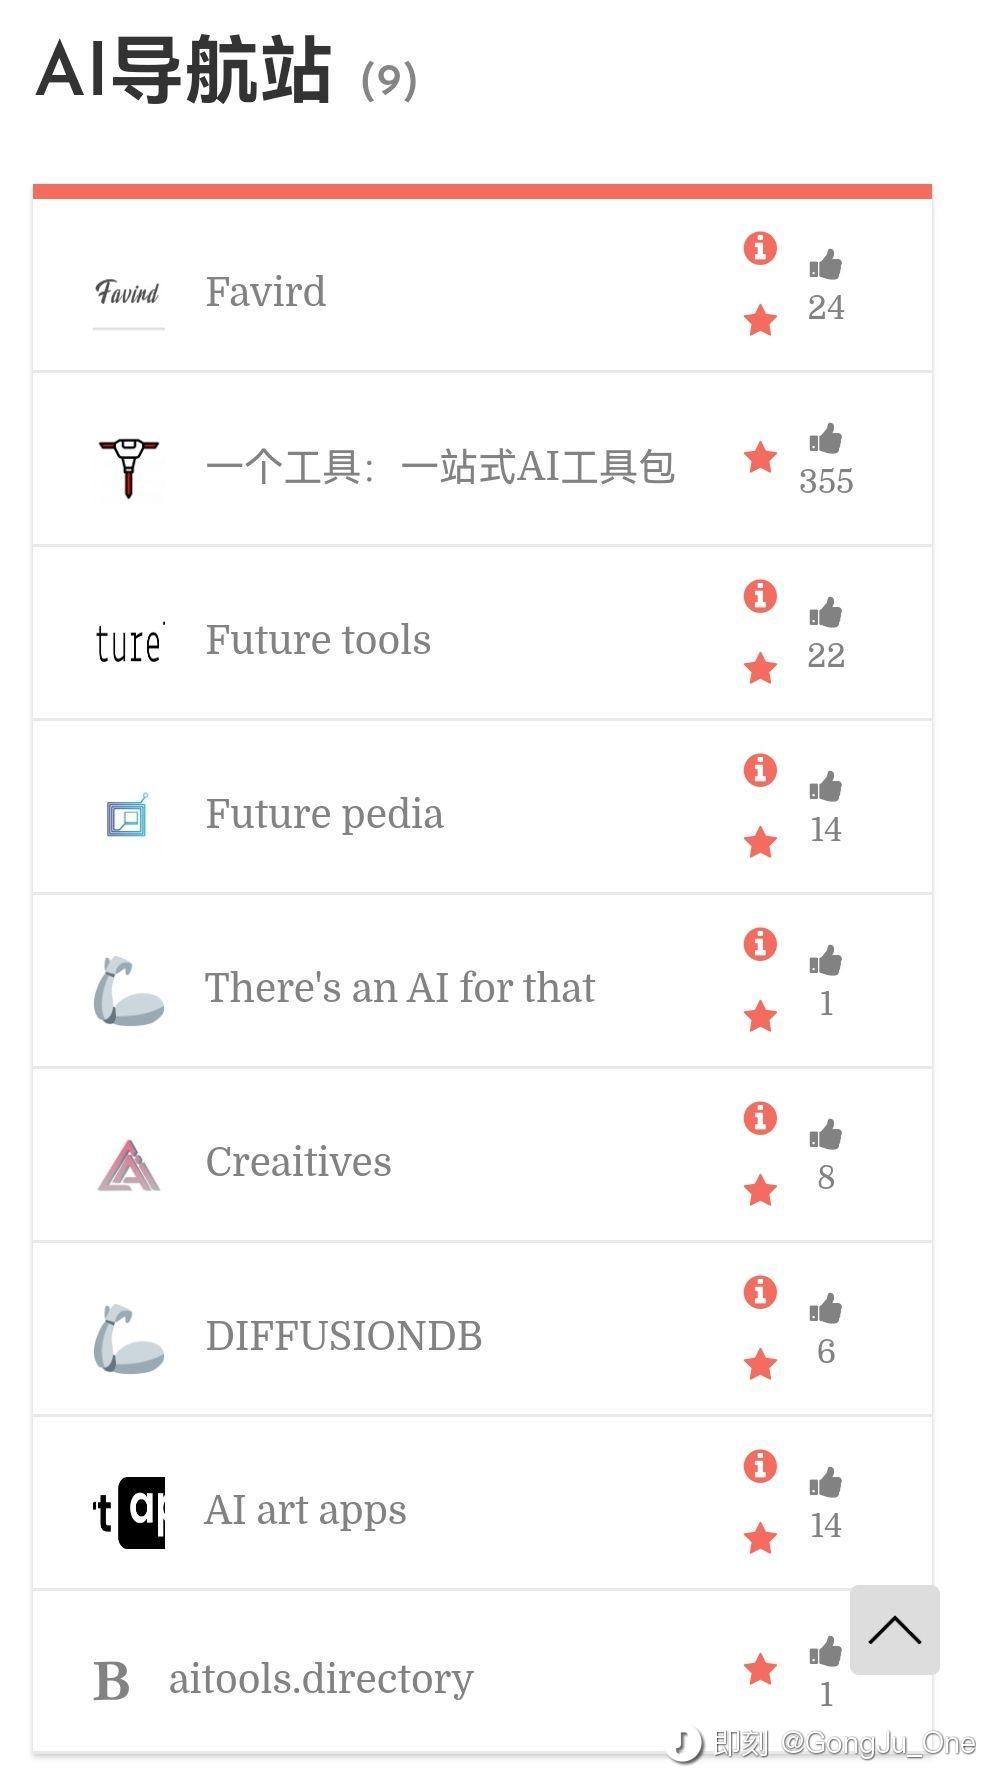 AI导航站 (9)
Favird Favird
24
一个工具：一站式AI工具包
355
ture Future tools
22
Future pedia
14
There's an AI for that
1
Creaitives
8
DIFFUSIONDB
6
t ap AI art apps
14
B aitools.directory
1
即刻 @GongJu_One